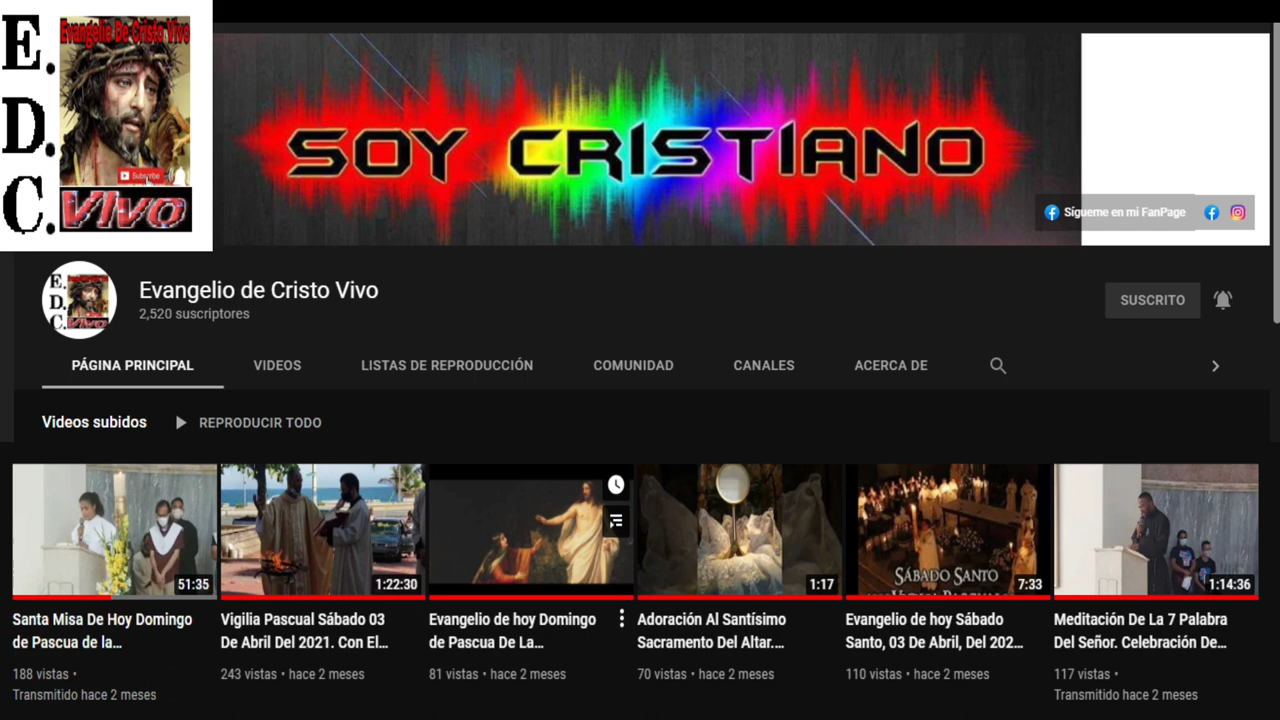 E.
D.
C.
Evangelio De Cristo Vivo
Subscribe
Vivo
SOY CRISTIANO
Sígueme en mi FanPage
E.
D.
C.
Vivo
Evangelio de Cristo Vivo
2,520 suscriptores
SUSCRITO
PÁGINA PRINCIPAL VIDEOS LISTAS DE REPRODUCCIÓN COMUNIDAD CANALES ACERCA DE
Videos subidos REPRODUCIR TODO
SÁBADO SANTO
51:35 1:22:30 1:17 7:33 1:14:36
Santa Misa De Hoy Domingo
de Pascua de la...
188 vistas •
Transmitido hace 2 meses
Vigilia Pascual Sábado 03
De Abril Del 2021. Con El...
243 vistas • hace 2 meses
Evangelio de hoy Domingo
de Pascua De La...
81 vistas • hace 2 meses
Adoración Al Santísimo
Sacramento Del Altar....
70 vistas • hace 2 meses
Evangelio de hoy Sábado
Santo, 03 De Abril, Del 202...
110 vistas • hace 2 meses
Meditación De La 7 Palabra
Del Señor. Celebración De...
117 vistas •
Transmitido hace 2 meses